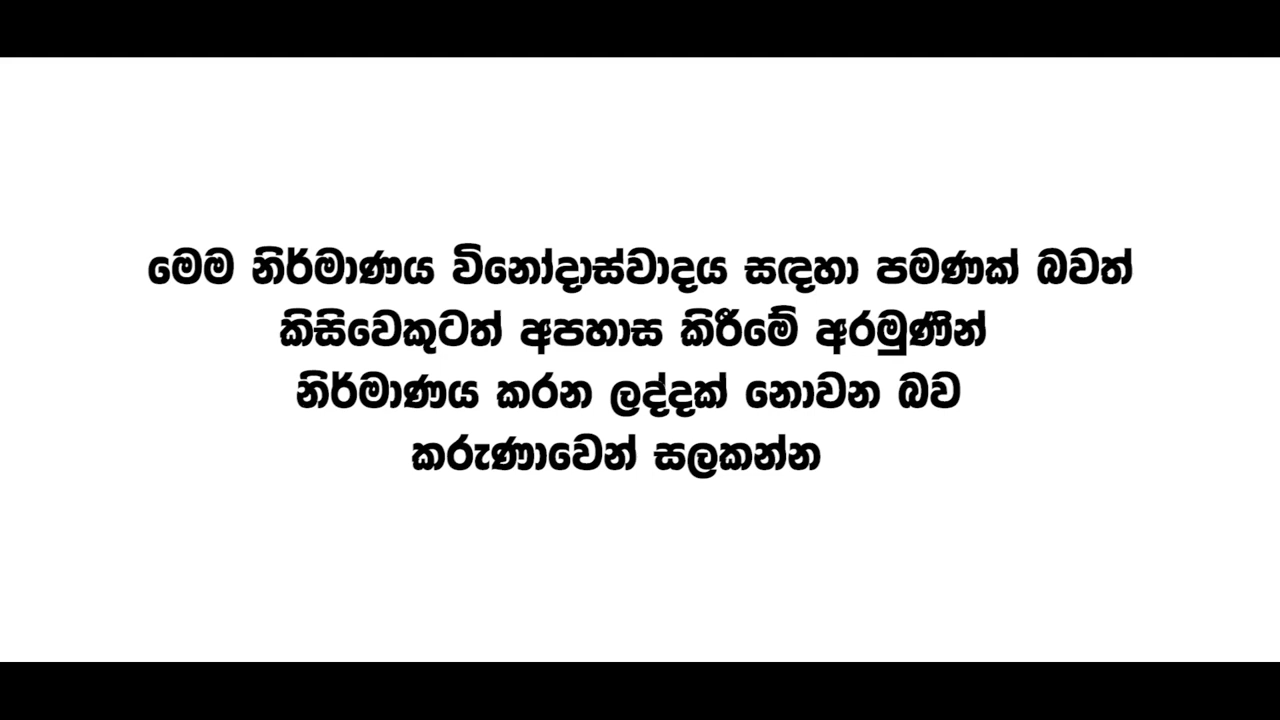 මෙම නිර්මාණය විනෝදාස්වාදය සඳහා පමණක් බවත්
කිසිවෙකුටත් අපහාස කිරීමේ අරමුණින්
නිර්මාණය කරන ලද්දක් නොවන බව
කරුණාවෙන් සලකන්න